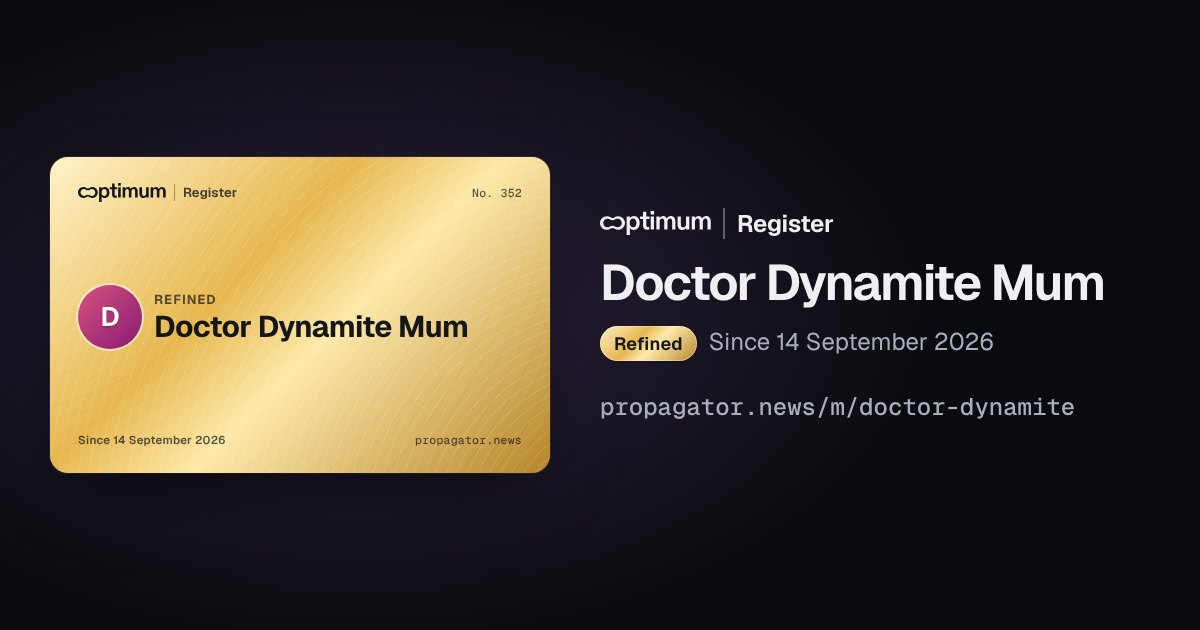 optimum | Register
No. 352
D
REFINED
Doctor Dynamite Mum
Since 14 September 2026
propagator.news
optimum | Register
Doctor Dynamite Mum
Refined Since 14 September 2026
propagator.news/m/doctor-dynamite